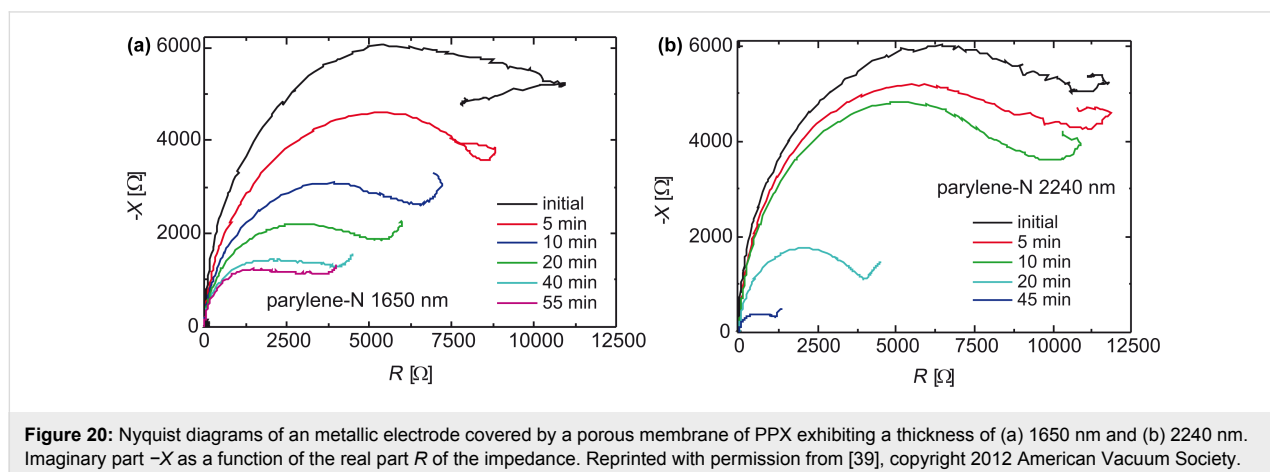 (a)
6000
4000
2000
0
-X [Ω]
initial
5 min
10 min
20 min
40 min
55 min
parylene-N 1650 nm
0 2500 5000 7500 10000 12500
R [Ω]
(b)
6000
4000
2000
0
-X [Ω]
parylene-N 2240 nm
initial
5 min
10 min
20 min
45 min
0 2500 5000 7500 10000 12500
R [Ω]
Figure 20: Nyquist diagrams of an metallic electrode covered by a porous membrane of PPX exhibiting a thickness of (a) 1650 nm and (b) 2240 nm.
Imaginary part −X as a function of the real part R of the impedance. Reprinted with permission from [39], copyright 2012 American Vacuum Society.